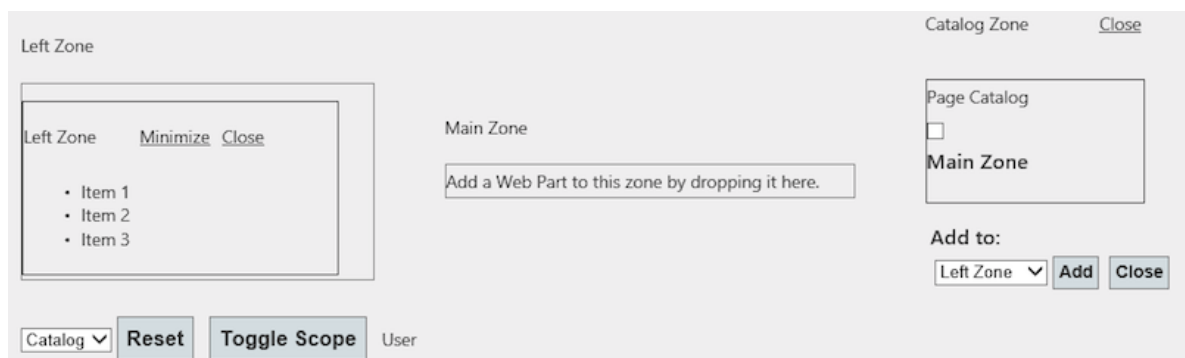 Left Zone
Left Zone Minimize Close
• Item 1
• Item 2
• Item 3
Main Zone
Add a Web Part to this zone by dropping it here.
Catalog Zone Close
Page Catalog
Main Zone
Add to:
Left Zone Add Close
Catalog Reset Toggle Scope User